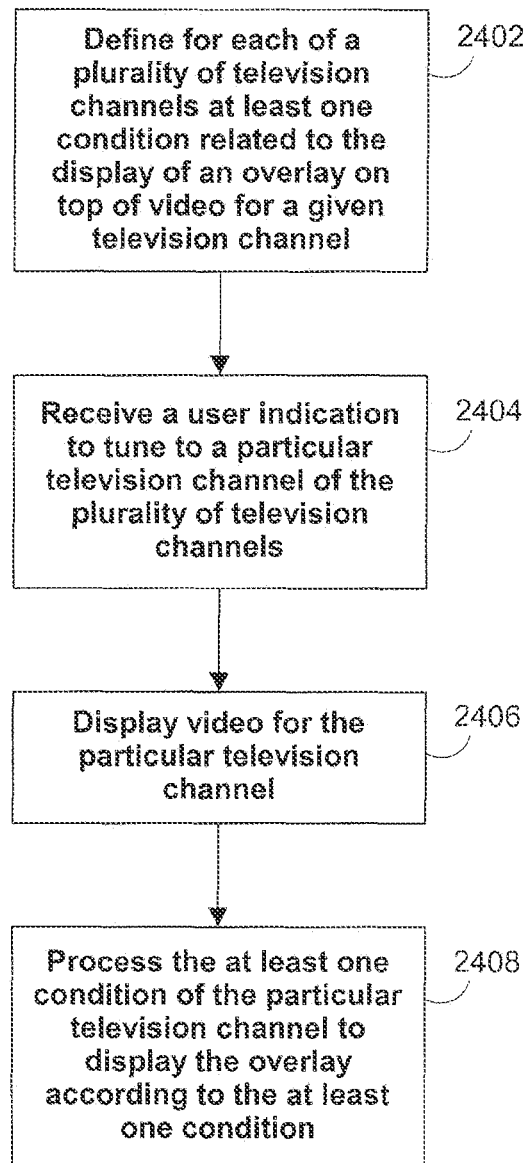 Define for each of a
plurality of television
channels at least one
condition related to the
display of an overlay on
top of video for a given
television channel
2402
Receive a user indication
to tune to a particular
television channel of the
plurality of television
channels
2404
Display video for the
particular television
channel
2406
Process the at least one
condition of the particular
television channel to
display the overlay
according to the at least
one condition
2408